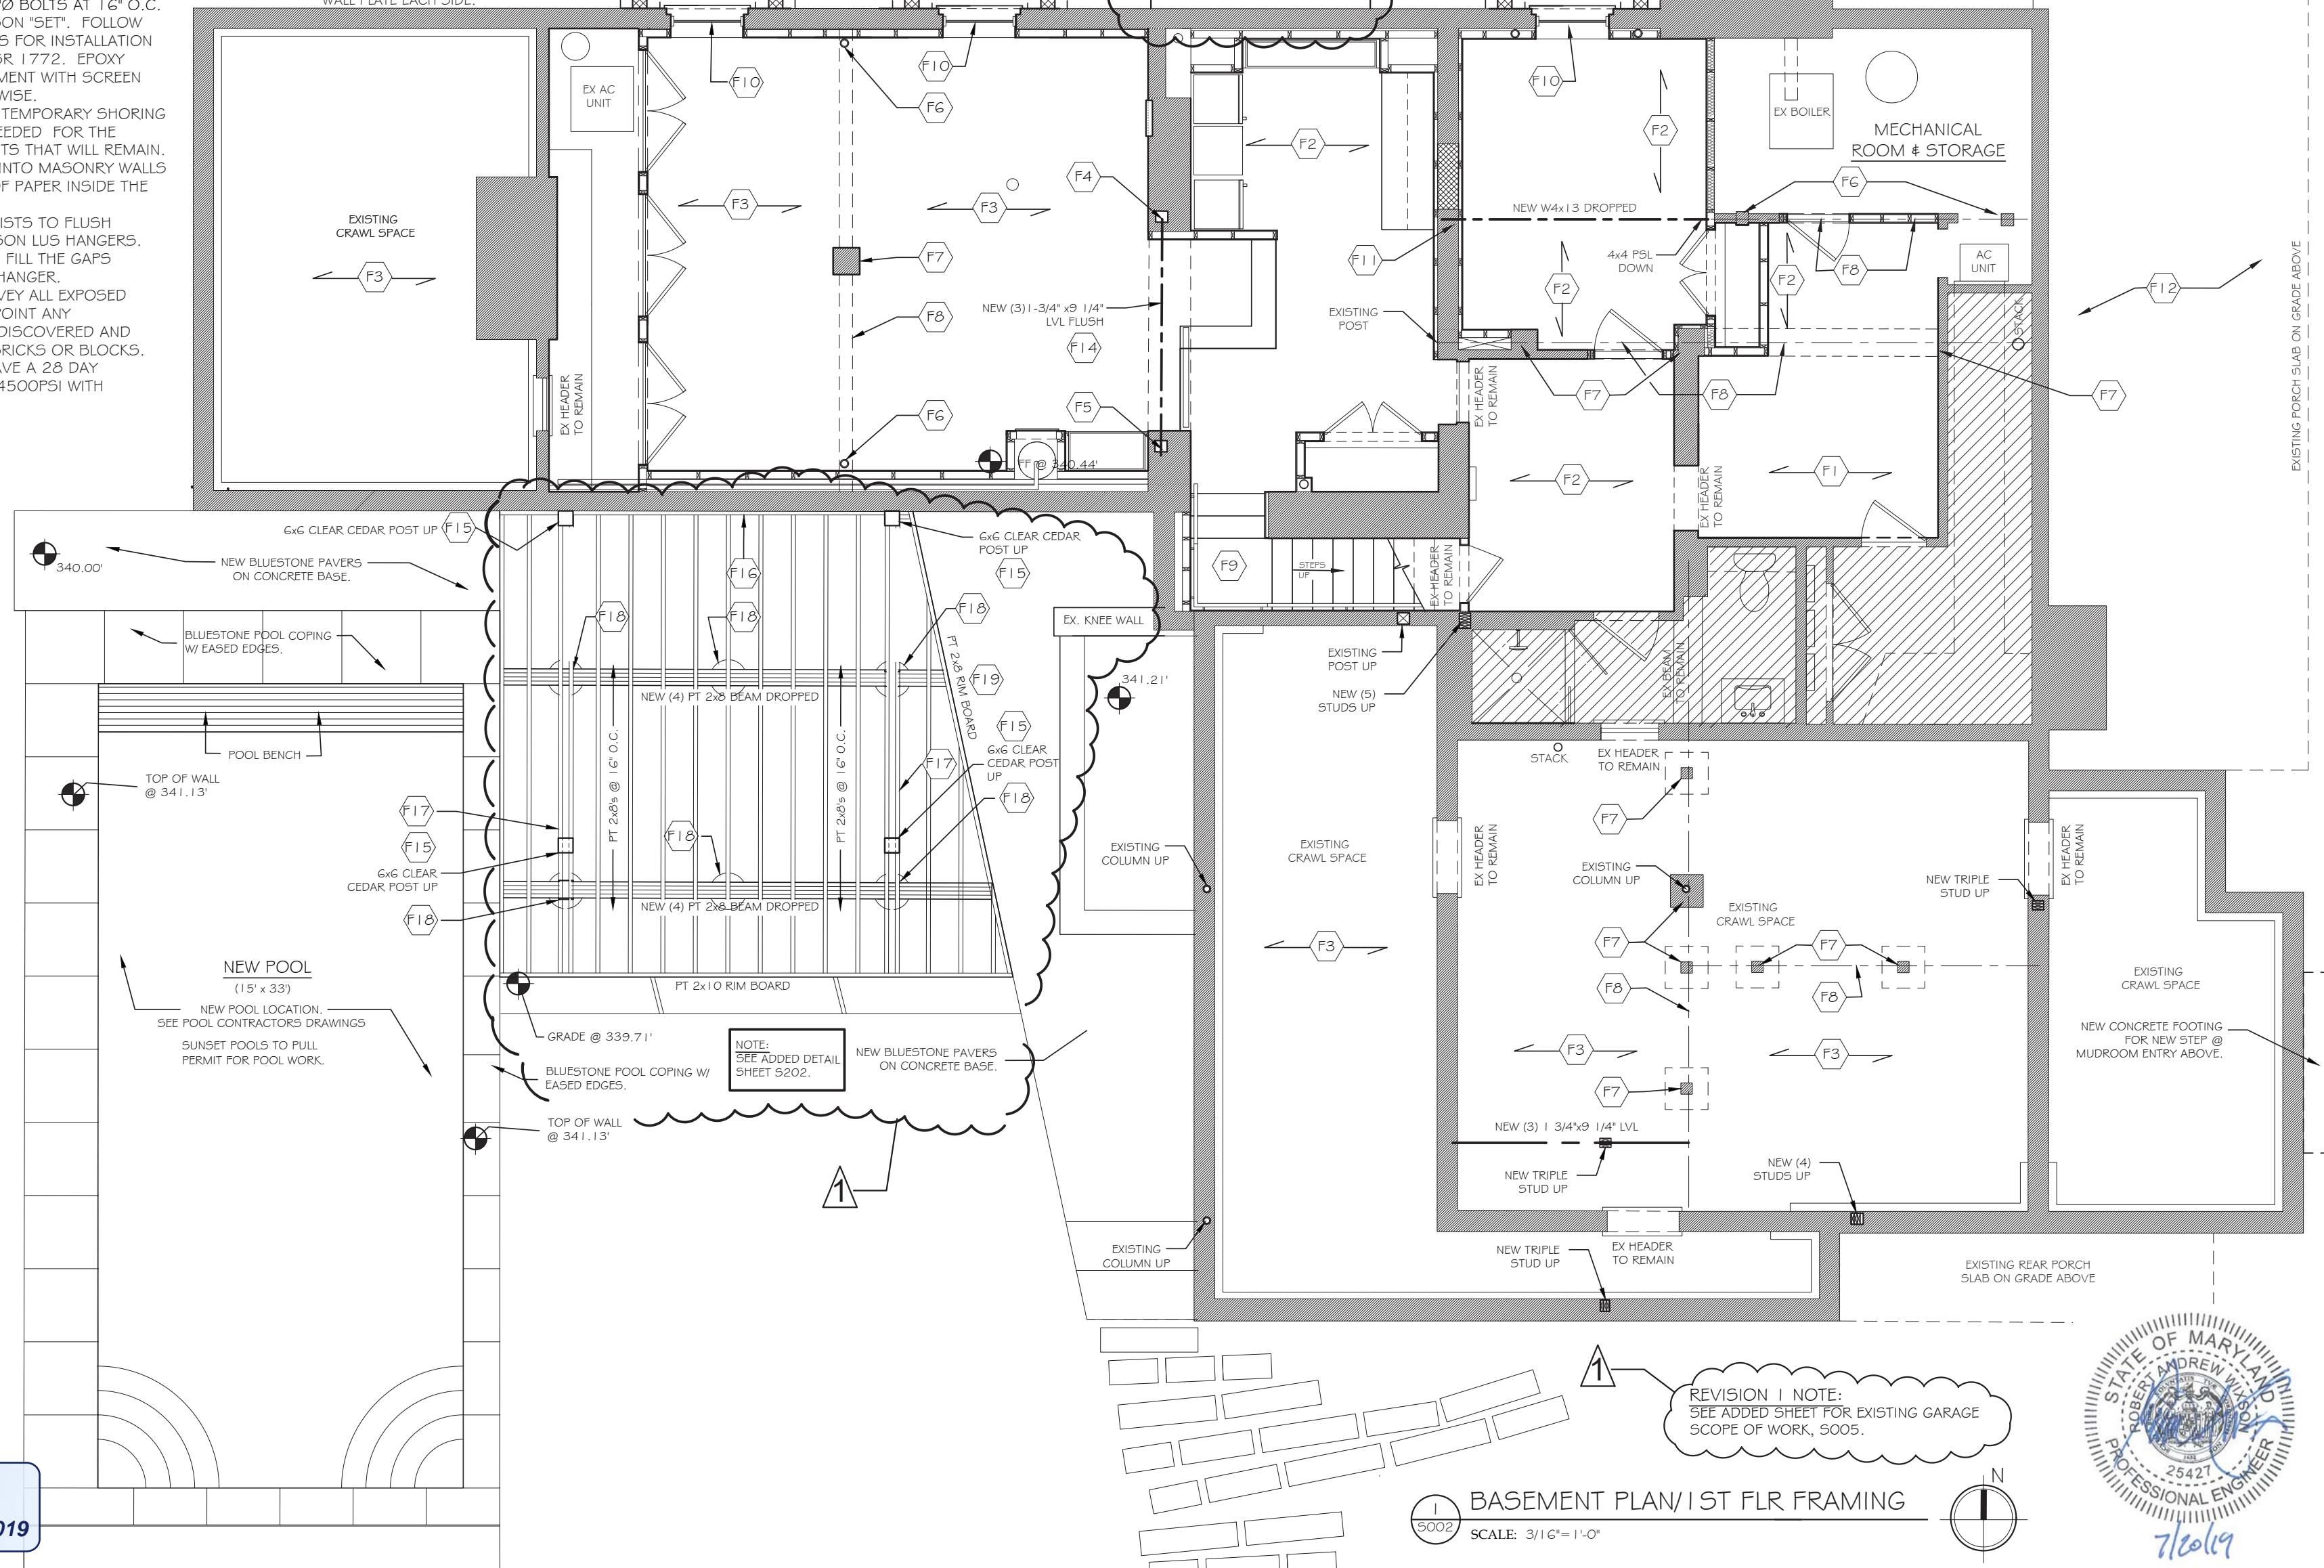 Ø BOLTS AT 16" O.C.
SON "SET". FOLLOW
S FOR INSTALLATION
SR 1772. EPOXY
MENT WITH SCREEN
WISE.
TEMPORARY SHORING
EEDED FOR THE
TS THAT WILL REMAIN.
INTO MASONRY WALLS
OF PAPER INSIDE THE
ISTS TO FLUSH
SON LUS HANGERS.
FILL THE GAPS
HANGER.
VEY ALL EXPOSED
POINT ANY
DISCOVERED AND
BRICKS OR BLOCKS.
AVE A 28 DAY
4500PSI WITH
WALL PLATE EACH SIDE.
EXISTING
CRAWL SPACE
F3
EX AC
UNIT
EX HEADER
TO REMAIN
F10
F10
F6
F3
F3
F7
F8
F6
F4
NEW (3)1-3/4" x9 1/4"
LVL FLUSH
F14
F5
FF @ 340.44'
F2
F11
EXISTING
POST
F10
F2
NEW W4x13 DROPPED
4x4 PSL
DOWN
F2
EX BOILER
MECHANICAL
ROOM & STORAGE
F6
F2
F8
AC
UNIT
STACK
F12
EXISTING PORCH SLAB ON GRADE ABOVE
F7
F8
F7
EX HEADER
TO REMAIN
F2
EX HEADER
TO REMAIN
F1
F9
STEPS
UP
EX HEADER
TO REMAIN
6x6 CLEAR CEDAR POST UP
F15
340.00'
NEW BLUESTONE PAVERS
ON CONCRETE BASE.
BLUESTONE POOL COPING
W/ EASED EDGES.
POOL BENCH
TOP OF WALL
@ 341.13'
F16
F18
F18
F18
6x6 CLEAR CEDAR
POST UP
F15
PT 2x8 RIM BOARD
F19
NEW (4) PT 2x8 BEAM DROPPED
PT 2x8's @ 16" O.C.
PT 2x8's @ 16" O.C.
F15
6x6 CLEAR
CEDAR POST
UP
F17
F18
F18
F17
F15
6x6 CLEAR
CEDAR POST UP
F18
NEW (4) PT 2x8 BEAM DROPPED
PT 2x10 RIM BOARD
GRADE @ 339.71'
NOTE:
SEE ADDED DETAIL
SHEET S202.
NEW BLUESTONE PAVERS
ON CONCRETE BASE.
BLUESTONE POOL COPING W/
EASED EDGES.
TOP OF WALL
@ 341.13'
1
NEW POOL
(15' x 33')
NEW POOL LOCATION.
SEE POOL CONTRACTORS DRAWINGS
SUNSET POOLS TO PULL
PERMIT FOR POOL WORK.
EX. KNEE WALL
341.21'
EXISTING
POST UP
NEW (5)
STUDS UP
EX BEAM
TO REMAIN
STACK
EX HEADER
TO REMAIN
F7
EXISTING
COLUMN UP
EXISTING
CRAWL SPACE
F3
EX HEADER
TO REMAIN
EXISTING
COLUMN UP
EXISTING
CRAWL SPACE
F7
F7
F8
F8
F3
F3
F7
NEW TRIPLE
STUD UP
EX HEADER
TO REMAIN
NEW (3) 1 3/4"x9 1/4" LVL
NEW TRIPLE
STUD UP
NEW (4)
STUDS UP
EXISTING
CRAWL SPACE
NEW CONCRETE FOOTING
FOR NEW STEP @
MUDROOM ENTRY ABOVE.
EXISTING
COLUMN UP
NEW TRIPLE
STUD UP
EX HEADER
TO REMAIN
EXISTING REAR PORCH
SLAB ON GRADE ABOVE
1
REVISION 1 NOTE:
SEE ADDED SHEET FOR EXISTING GARAGE
SCOPE OF WORK, S005.
1
S002
BASEMENT PLAN/1ST FLR FRAMING
SCALE: 3/16"=1'-0"
N
STATE OF MARYLAND
ROBERT ANDREW WIXSON
25427
PROFESSIONAL ENGINEER
7/20/19
019